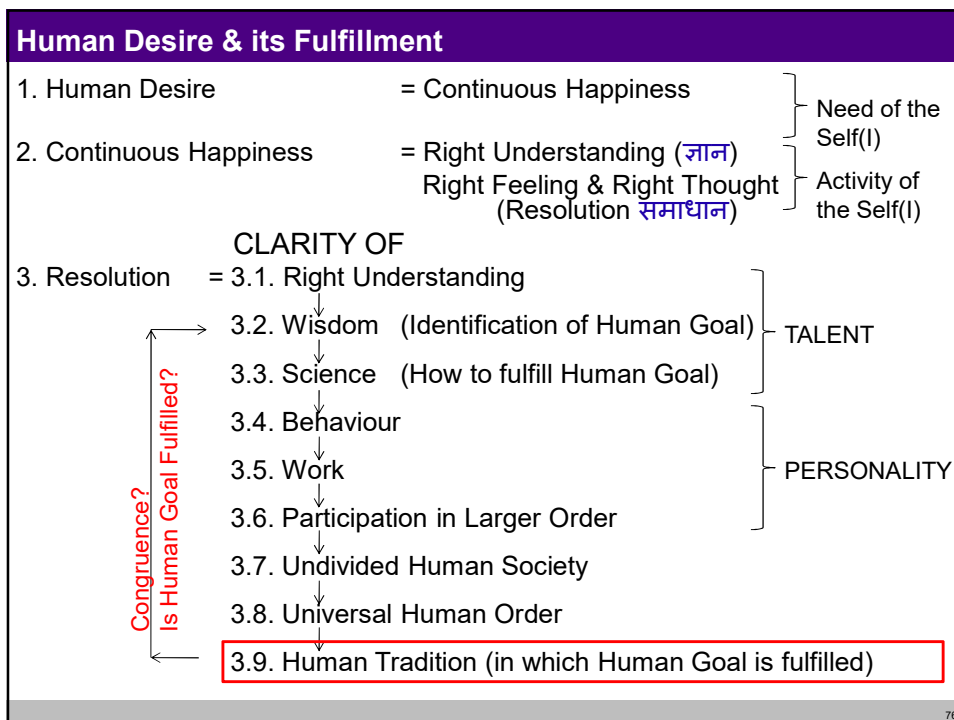 Human Desire & its Fulfillment
1. Human Desire = Continuous Happiness
Need of the
Self(I)
2. Continuous Happiness = Right Understanding (ज्ञान)
Right Feeling & Right Thought
(Resolution समाधान)
Activity of
the Self(I)
CLARITY OF
3. Resolution = 3.1. Right Understanding
3.2. Wisdom (Identification of Human Goal)
3.3. Science (How to fulfill Human Goal)
TALENT
3.4. Behaviour
3.5. Work
3.6. Participation in Larger Order
PERSONALITY
3.7. Undivided Human Society
3.8. Universal Human Order
3.9. Human Tradition (in which Human Goal is fulfilled)
Congruence?
Is Human Goal Fulfilled?
76